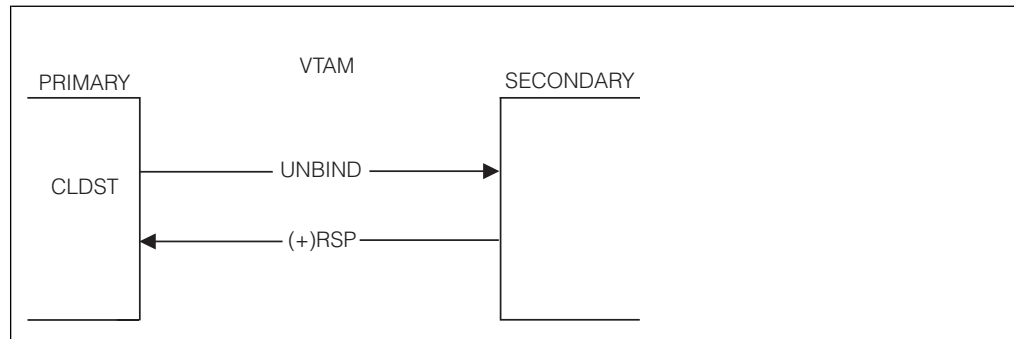 VTAM
PRIMARY
SECONDARY
UNBIND
CLDST
(+)RSP